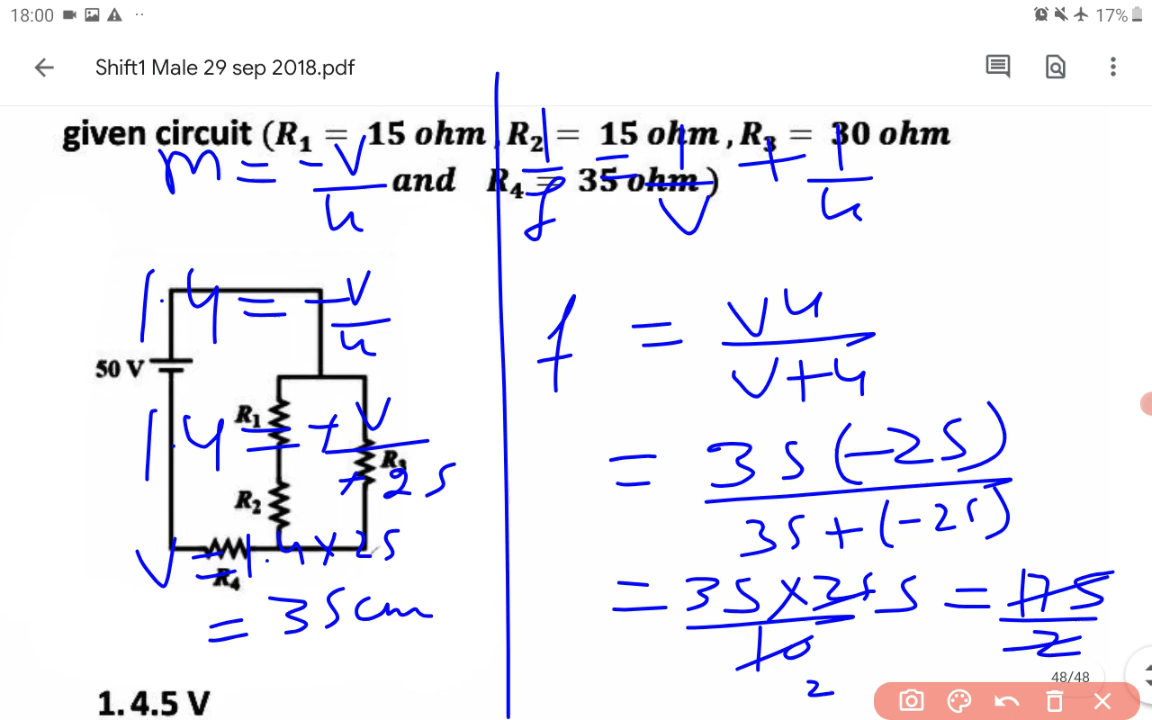 18:00 17%
Shift1 Male 29 sep 2018.pdf
given circuit (R₁ = 15 ohm R₂ = 15 ohm , R₃ = 30 ohm
and R₄ = 35 ohm )
m = -v/u
1/f = 1/v + 1/u
1.4 = -v/u
f = vu/v+u
50 V
R₁
1.4 = +v/+25
R₃
= 35(-25)/35+(-25)
R₂
v = 1.4×25
R₄
= 35cm
= 35×25/10 5 2 = 175/2
48/48
1. 4.5 V